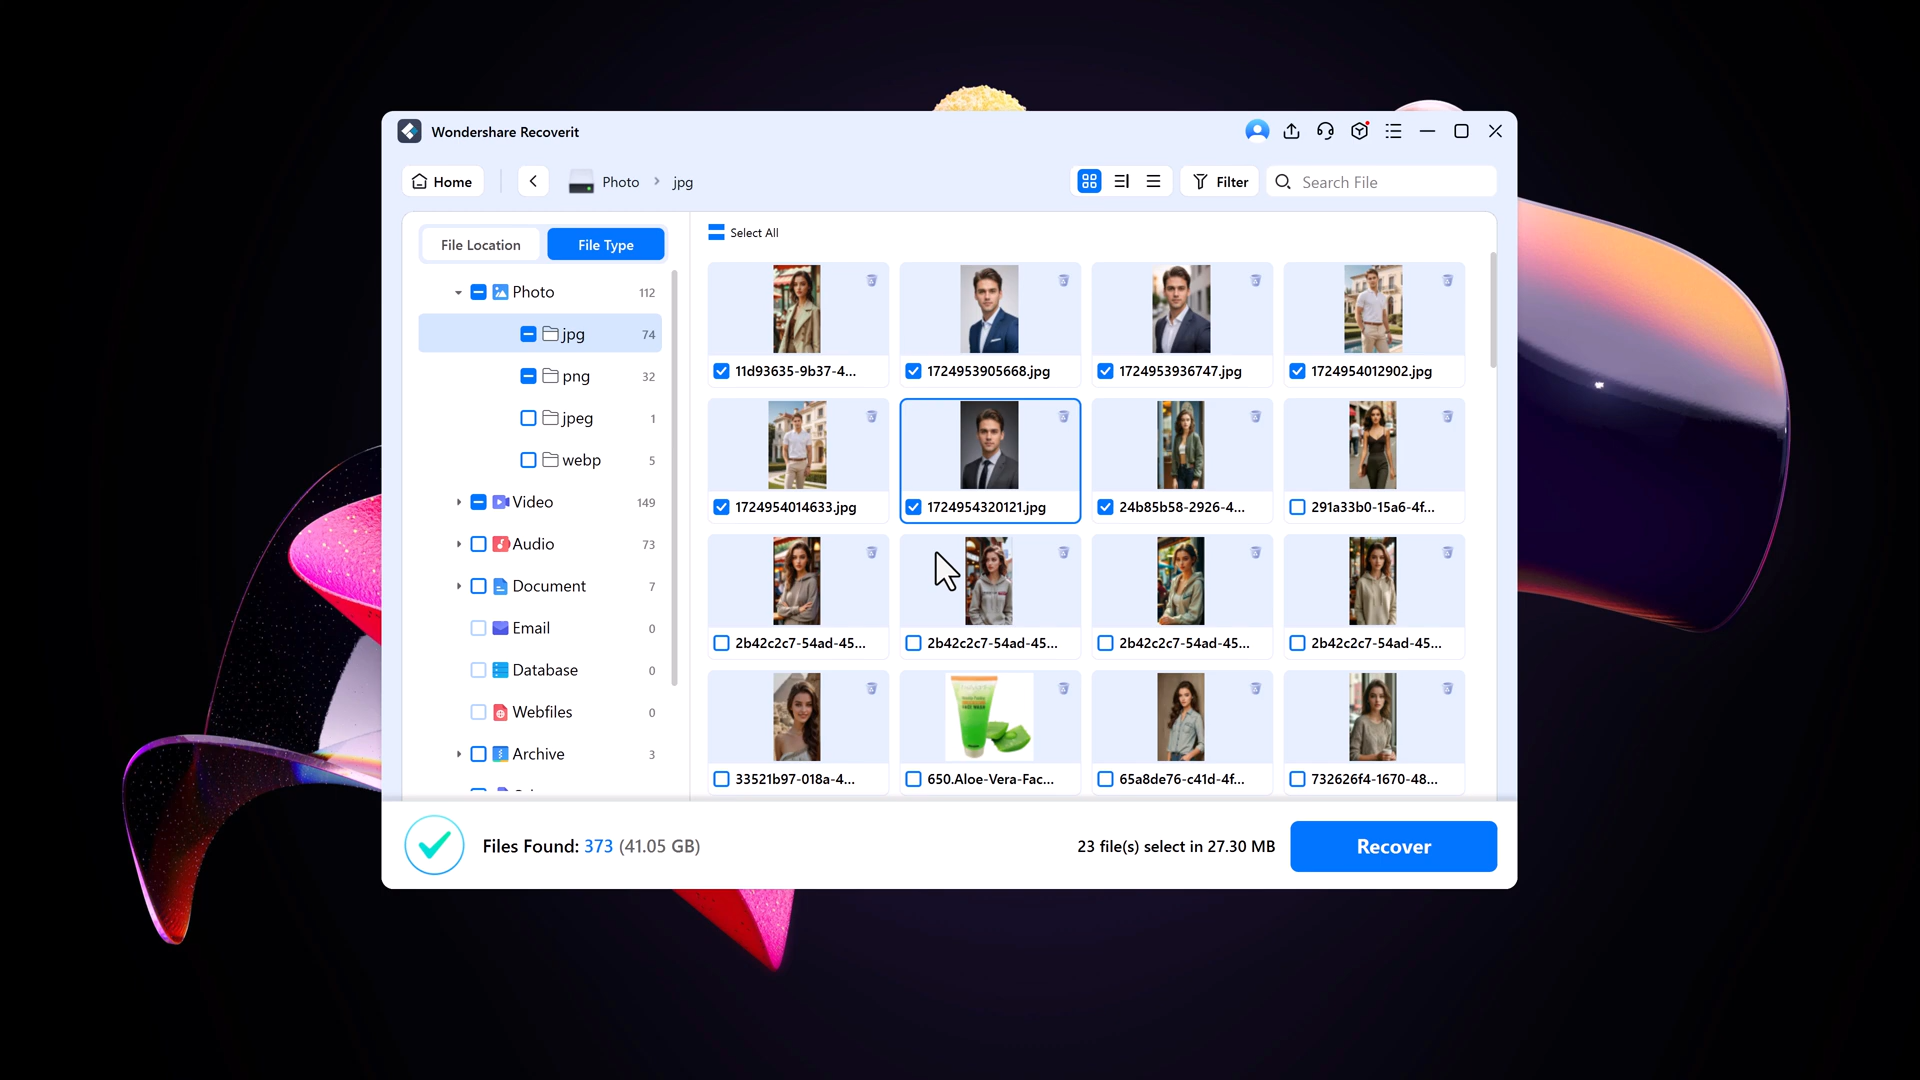 Wondershare Recoverit
Home
Photo
jpg
Filter
Search File
File Location
File Type
Select All
Photo 112
jpg 74
png 32
jpeg 1
webp 5
Video 149
Audio 73
Document 7
Email 0
Database 0
Webfiles 0
Archive 3
11d93635-9b37-4...
1724953905668.jpg
1724953936747.jpg
1724954012902.jpg
1724954014633.jpg
1724954320121.jpg
24b85b58-2926-4...
291a33b0-15a6-4f...
2b42c2c7-54ad-45...
2b42c2c7-54ad-45...
2b42c2c7-54ad-45...
2b42c2c7-54ad-45...
33521b97-018a-4...
650.Aloe-Vera-Fac...
65a8de76-c41d-4f...
732626f4-1670-48...
Files Found: 373 (41.05 GB)
23 file(s) select in 27.30 MB
Recover